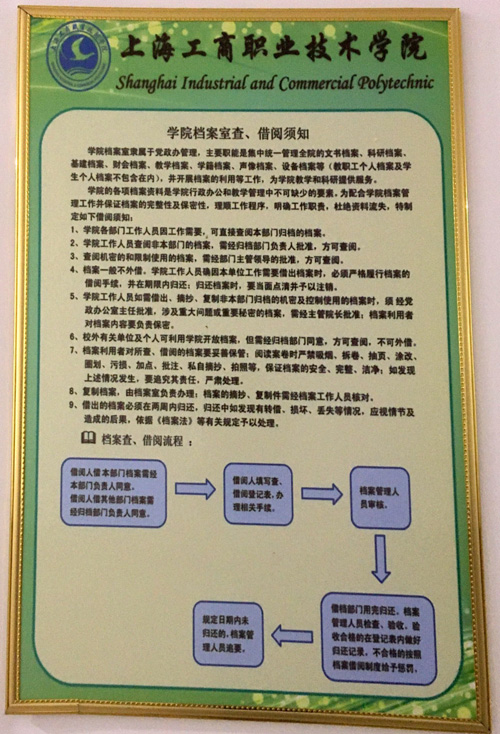 上海工商职业技术学院
Shanghai Industrial and Commercial Polytechnic
学院档案室查、借阅须知
学院档案室隶属于党政办管理，主要职能是集中统一管理全院的文书档案、科研档案、
基建档案、财会档案、教学档案、学籍档案、声像档案、设备档案等（教职工个人档案及学
生个人档案不包含在内），并开展档案的利用等工作，为学院教学和科研提供服务。
学院的各项档案资料是学院行政办公和教学管理中不可缺少的要素。为配合学院档案管
理工作并保证档案的完整性及保密性，理顺工作程序，明确工作职责，杜绝资料流失，特制
定如下借阅须知：
1、学院各部门工作人员因工作需要，可直接查阅本部门归档的档案。
2、学院工作人员查阅非本部门的档案，需经归档部门负责人批准，方可查阅。
3、查阅机密的和限制使用的档案，需经部门主管领导的批准，方可查阅。
4、档案一般不外借，学院工作人员确因本单位工作需要借出档案时，必须严格履行档案的
借阅手续，并在期限内归还；归还档案时，要当面点清并予以注销。
5、学院工作人员如需借出、摘抄、复制非本部门归档的机密及控制使用的档案时，须 经党
政办公室主任批准，涉及重大问题或重要秘密的档案，需经主管院长批准；档案利用者
对档案内容要负责保密。
6、校外有关单位及个人可利用学院开放档案，但需经归档部门同意，方可查阅，不可外借。
7、档案利用者对所查、借阅的档案要妥善保管；阅读案卷时严禁吸烟、拆卷、抽页、涂改、
圈划、污损、加点、批注、私自摘抄、拍照等，保证档案的安全、完整、洁净；如发现
上述情况发生，要追究其责任，严肃处理。
8、复制档案，由档案室负责办理；档案的摘抄、复制件需经档案工作人员核对。
9、借出的档案必须在两周内归还，归还中如发现有转借、损坏、丢失等情况，应视情节及
造成的后果，依据《档案法》等有关规定予以处理。
档案查、借阅流程：
借阅人借本部门档案需经
本部门负责人同意。
借阅人借其他部门档案需
经归档部门负责人同意。
借阅人填写查、
借阅登记表，办
理相关手续。
档案管理人
员审核。
借档部门用完归还，档案
管理人员检查、验收，验
收合格的在登记表内做好
归还记录，不合格的按照
档案借阅制度给予惩罚。
规定日期内未
归还的，档案管
理人员追要。